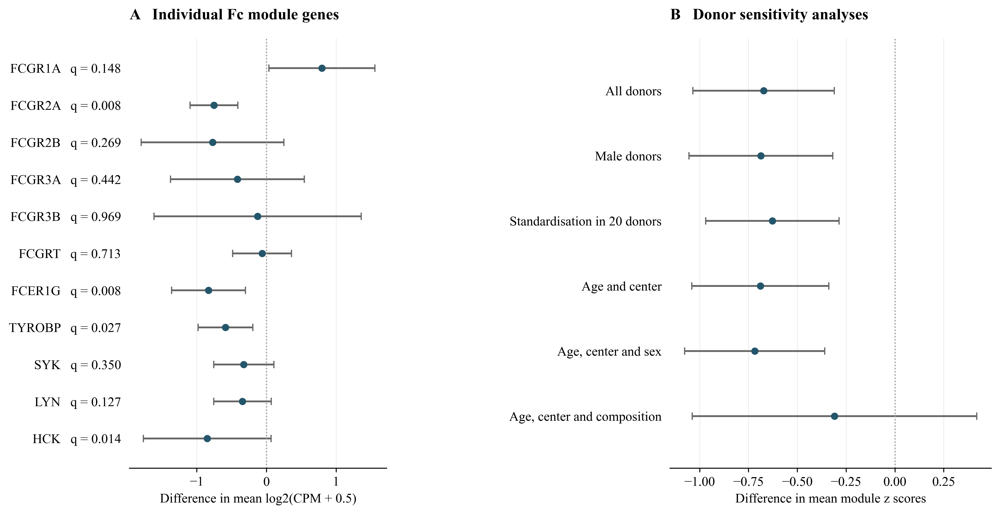 A Individual Fc module genes
FCGR1A q = 0.148
FCGR2A q = 0.008
FCGR2B q = 0.269
FCGR3A q = 0.442
FCGR3B q = 0.969
FCGRT q = 0.713
FCER1G q = 0.008
TYROBP q = 0.027
SYK q = 0.350
LYN q = 0.127
HCK q = 0.014
−1 0 1
Difference in mean log2(CPM + 0.5)
B Donor sensitivity analyses
All donors
Male donors
Standardisation in 20 donors
Age and center
Age, center and sex
Age, center and composition
−1.00 −0.75 −0.50 −0.25 0.00 0.25
Difference in mean module z scores